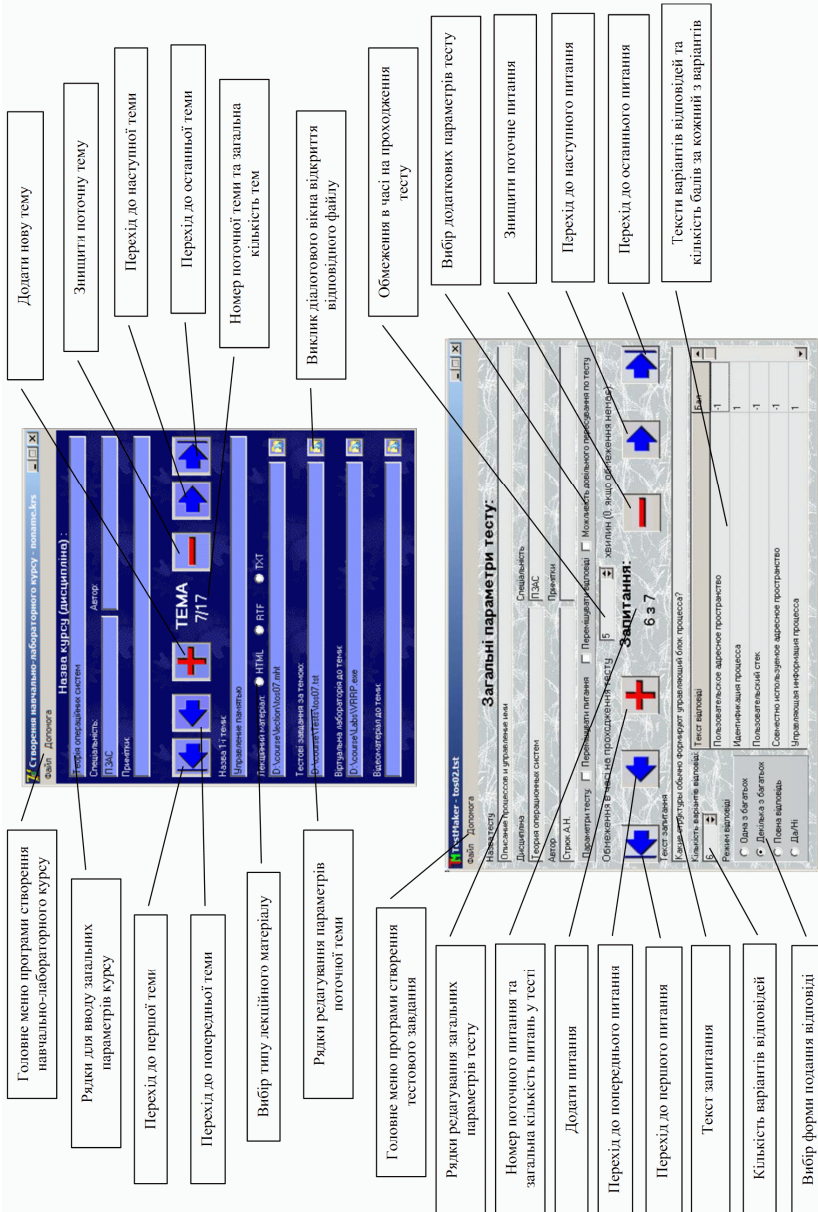 Головне меню програми створення
навчально-лабораторного курсу
Рядки для вводу загальних
параметрів курсу
Перехід до першої теми
Перехід до попередньої теми
Вибір типу лекційного матеріалу
Рядки редагування параметрів
поточної теми
Створення навчально-лабораторного курсу - noname.krs
Файл Допомога
Назва курсу (дисципліна) :
Теорія операційних систем
Спеціальність: Автор:
ПЗАС
Примітки:
ТЕМА
7/17
Назва 1-ї теми:
Управление памятью
Лекційний матеріал: HTML RTF TXT
D:\course\lection\tos07.mht
Тестові завдання за темою:
D:\course\Tests\tos07.tst
Віртуальна лабораторія до теми:
D:\course\Labs\VRRP.exe
Відеоматеріал до теми:
Додати нову тему
Знищити поточну тему
Перехід до наступної теми
Перехід до останньої теми
Номер поточної теми та загальна
кількість тем
Виклик діалогового вікна відкриття
відповідного файлу
Головне меню програми створення
тестового завдання
Рядки редагування загальних
параметрів тесту
Номер поточного питання та
загальна кількість питань у тесті
Додати питання
Перехід до попереднього питання
Перехід до першого питання
Текст запитання
Кількість варіантів відповідей
Вибір форми подання відповіді
TestMaker - tos02.tst
Файл Допомога
Загальні параметри тесту:
Назва тесту
Описание процессов и управление ими
Дисципліна Спеціальність
Теория операционных систем ПЗАС
Автор Примітки
Стрюк А.Н.
Параметри тесту: Перемішувати питання Перемішувати відповіді Можливість довільного пересування по тесту
Обмеження в часі на проходження тесту 5 хвилин (0, якщо обмеження немає)
Запитання:
6 з 7
Текст запитання
Какие структуры обычно формируют управляющий блок процесса?
Кількість варіантів відповіді:
6
Режим відповіді
Одна з багатьох
Декілька з багатьох
Повна відповідь
Да/Ні
Текст відповіді Бал
Пользовательское адресное пространство -1
Идентификация процесса 1
Пользовательский стек -1
Совместно используемое адресное пространство -1
Управляющая информация процесса 1
Обмеження в часі на проходження
тесту
Вибір додаткових параметрів тесту
Знищити поточне питання
Перехід до наступного питання
Перехід до останнього питання
Тексти варіантів відповідей та
кількість балів за кожний з варіантів